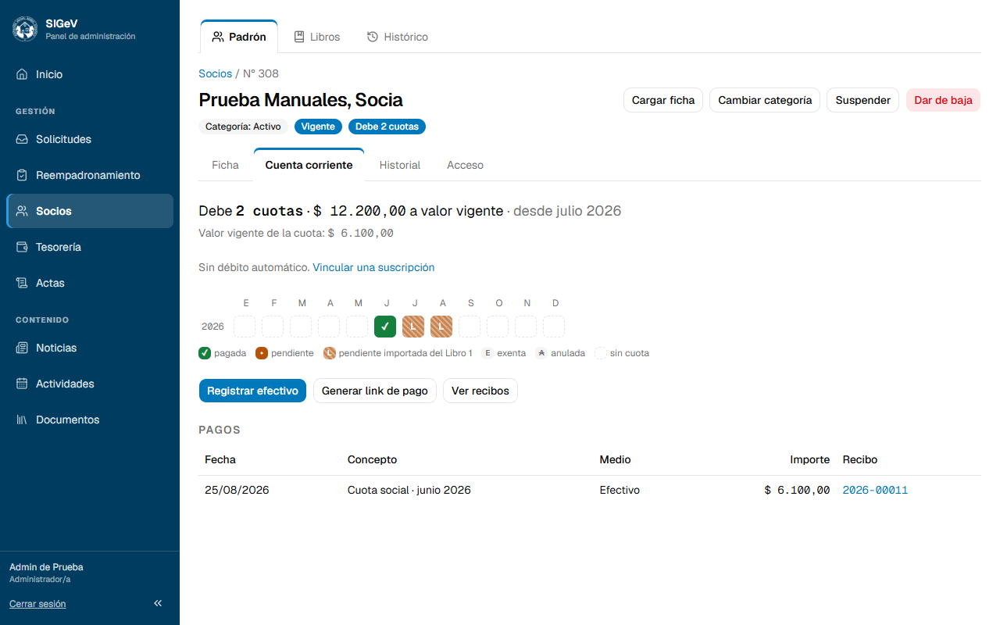 SIGeV
Panel de administración
Inicio
GESTIÓN
Solicitudes
Reempadronamiento
Socios
Tesorería
Actas
CONTENIDO
Noticias
Actividades
Documentos
Admin de Prueba
Administrador/a
Cerrar sesión
Padrón Libros Histórico
Socios / N° 308
Prueba Manuales, Socia
Cargar ficha Cambiar categoría Suspender Dar de baja
Categoría: Activo Vigente Debe 2 cuotas
Ficha Cuenta corriente Historial Acceso
Debe 2 cuotas · $ 12.200,00 a valor vigente · desde julio 2026
Valor vigente de la cuota: $ 6.100,00
Sin débito automático. Vincular una suscripción
E F M A M J J A S O N D
2026 ✓ L L
✓ pagada • pendiente L pendiente importada del Libro 1 E exenta A anulada sin cuota
Registrar efectivo Generar link de pago Ver recibos
PAGOS
Fecha Concepto Medio Importe Recibo
25/08/2026 Cuota social · junio 2026 Efectivo $ 6.100,00 2026-00011